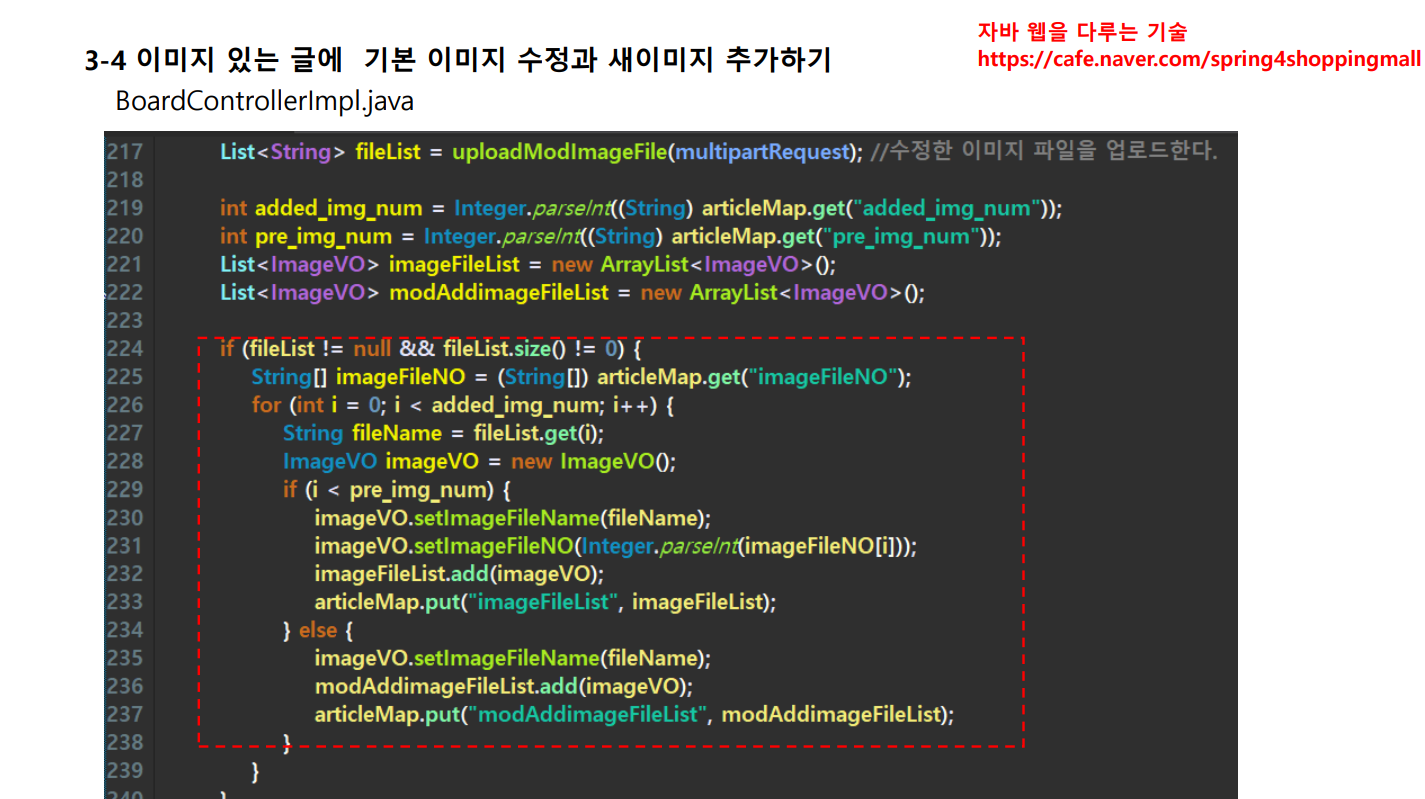 자바 웹을 다루는 기술
https://cafe.naver.com/spring4shoppingmall
3-4 이미지 있는 글에 기본 이미지 수정과 새이미지 추가하기
BoardControllerImpl.java
217 List<String> fileList = uploadModImageFile(multipartRequest); //수정한 이미지 파일을 업로드한다.
218
219 int added_img_num = Integer.parseInt((String) articleMap.get("added_img_num"));
220 int pre_img_num = Integer.parseInt((String) articleMap.get("pre_img_num"));
221 List<ImageVO> imageFileList = new ArrayList<ImageVO>();
222 List<ImageVO> modAddimageFileList = new ArrayList<ImageVO>();
223
224 if (fileList != null && fileList.size() != 0) {
225 String[] imageFileNO = (String[]) articleMap.get("imageFileNO");
226 for (int i = 0; i < added_img_num; i++) {
227 String fileName = fileList.get(i);
228 ImageVO imageVO = new ImageVO();
229 if (i < pre_img_num) {
230 imageVO.setImageFileName(fileName);
231 imageVO.setImageFileNO(Integer.parseInt(imageFileNO[i]));
232 imageFileList.add(imageVO);
233 articleMap.put("imageFileList", imageFileList);
234 } else {
235 imageVO.setImageFileName(fileName);
236 modAddimageFileList.add(imageVO);
237 articleMap.put("modAddimageFileList", modAddimageFileList);
238 }
239 }
240 }